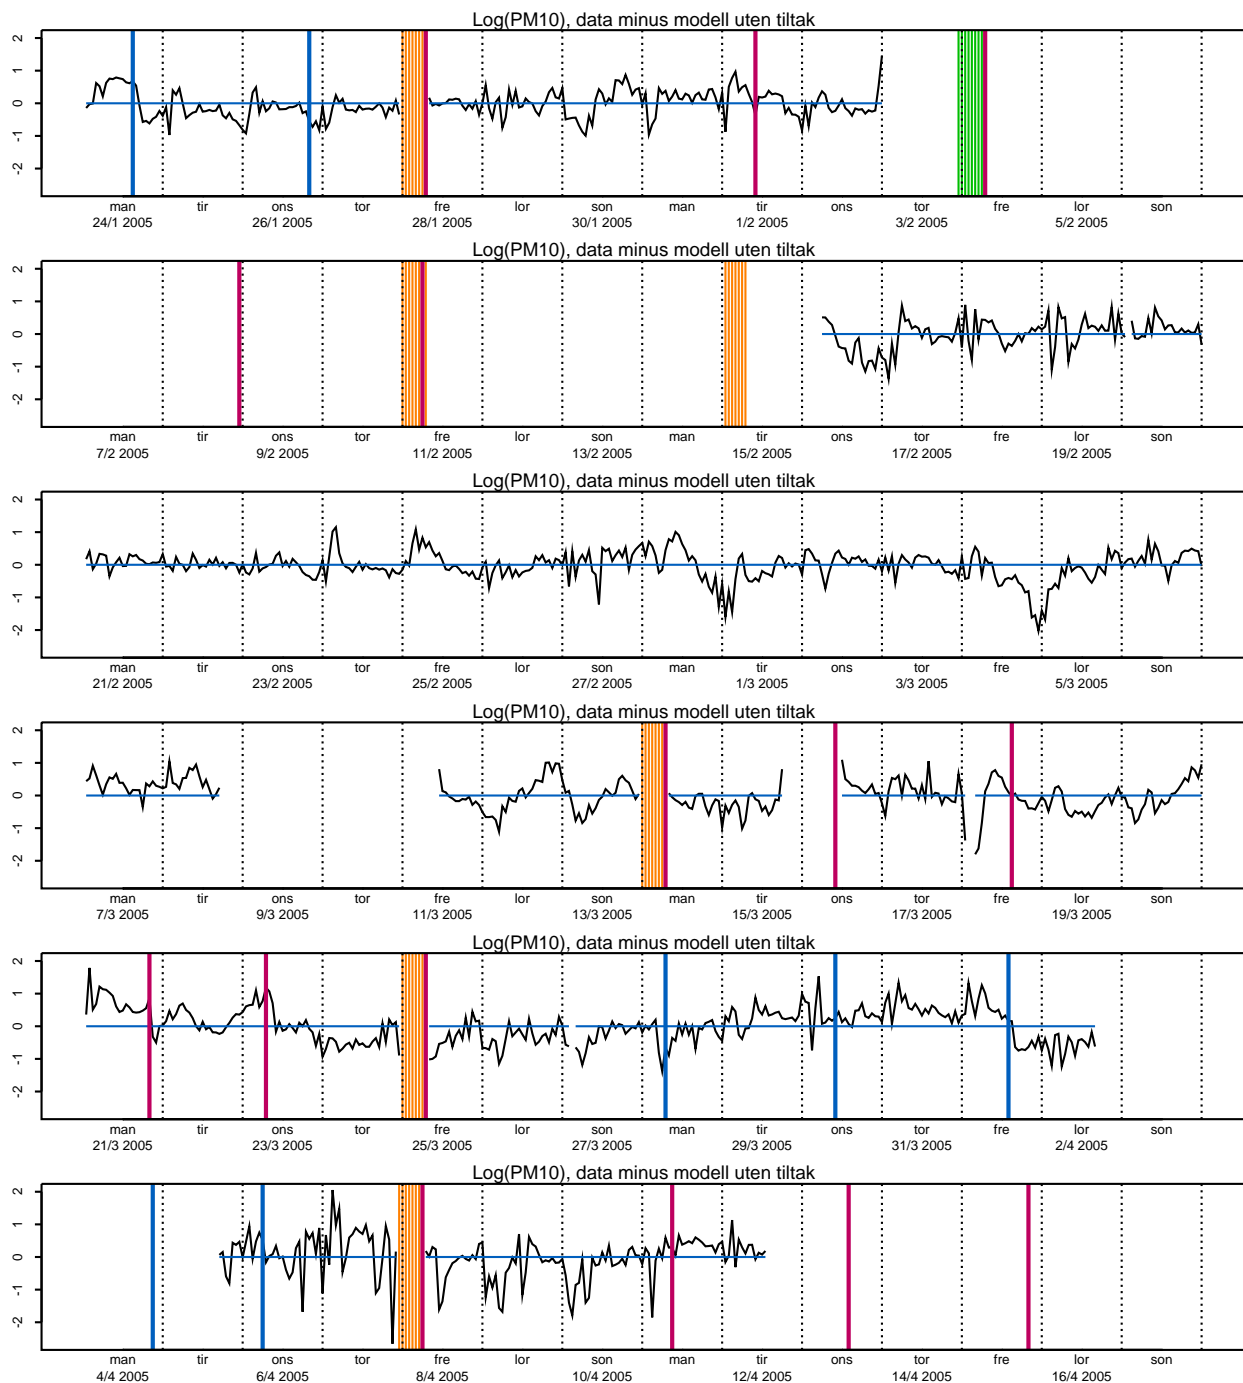 Log(PM10), data minus modell uten tiltak
2
1
0
-1
-2
man tir ons tor fre lor son man tir ons tor fre lor son
24/1 2005 26/1 2005 28/1 2005 30/1 2005 1/2 2005 3/2 2005 5/2 2005
Log(PM10), data minus modell uten tiltak
2
1
0
-1
-2
man tir ons tor fre lor son man tir ons tor fre lor son
7/2 2005 9/2 2005 11/2 2005 13/2 2005 15/2 2005 17/2 2005 19/2 2005
Log(PM10), data minus modell uten tiltak
2
1
0
-1
-2
man tir ons tor fre lor son man tir ons tor fre lor son
21/2 2005 23/2 2005 25/2 2005 27/2 2005 1/3 2005 3/3 2005 5/3 2005
Log(PM10), data minus modell uten tiltak
2
1
0
-1
-2
man tir ons tor fre lor son man tir ons tor fre lor son
7/3 2005 9/3 2005 11/3 2005 13/3 2005 15/3 2005 17/3 2005 19/3 2005
Log(PM10), data minus modell uten tiltak
2
1
0
-1
-2
man tir ons tor fre lor son man tir ons tor fre lor son
21/3 2005 23/3 2005 25/3 2005 27/3 2005 29/3 2005 31/3 2005 2/4 2005
Log(PM10), data minus modell uten tiltak
2
1
0
-1
-2
man tir ons tor fre lor son man tir ons tor fre lor son
4/4 2005 6/4 2005 8/4 2005 10/4 2005 12/4 2005 14/4 2005 16/4 2005